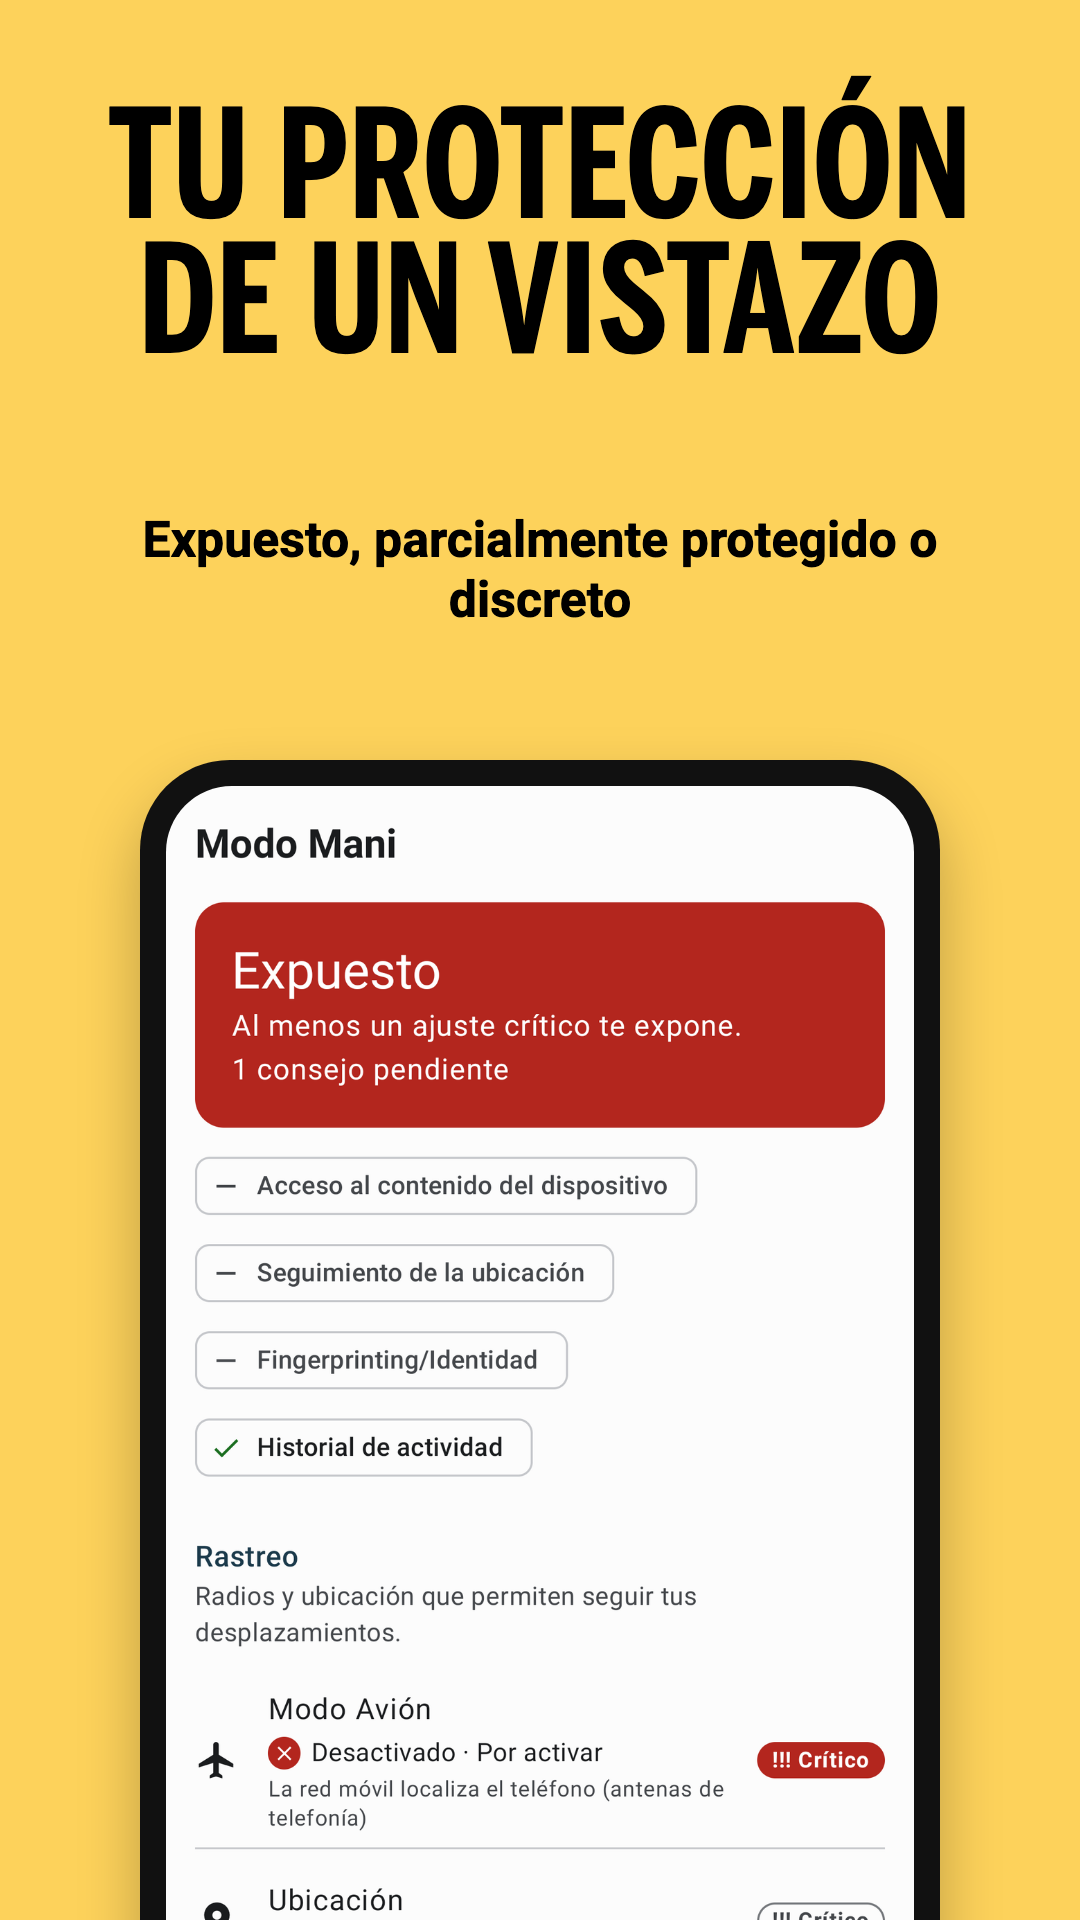 TU PROTECCIÓN
DE UN VISTAZO
Expuesto, parcialmente protegido o
discreto
Modo Mani
Expuesto
Al menos un ajuste crítico te expone.
1 consejo pendiente
Acceso al contenido del dispositivo
Seguimiento de la ubicación
Fingerprinting/Identidad
Historial de actividad
Rastreo
Radios y ubicación que permiten seguir tus
desplazamientos.
Modo Avión
Desactivado · Por activar
!!! Crítico
La red móvil localiza el teléfono (antenas de
telefonía)
Ubicación
!!! Crítico